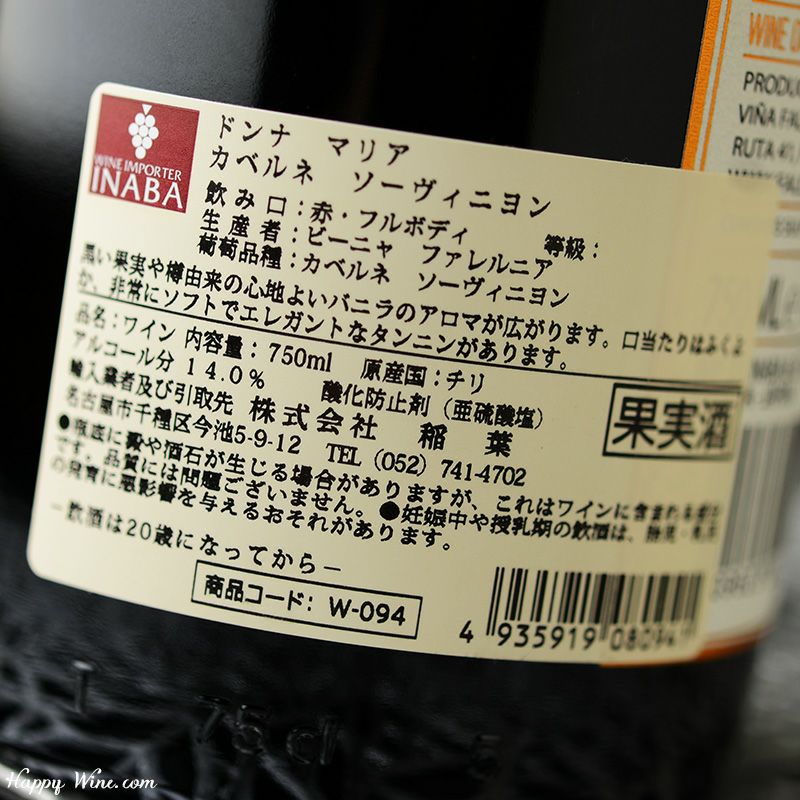 WINE IMPORTER
INABA
ドンナ マリア
カベルネ ソーヴィニヨン
飲み口：赤・フルボディ 等級：
生産者：ビーニャ ファレルニア
葡萄品種：カベルネ ソーヴィニヨン
黒い果実や樽由来の心地よいバニラのアロマが広がります。口当たりはふくよ
か、非常にソフトでエレガントなタンニンがあります。
品名：ワイン 内容量：750ml 原産国：チリ
アルコール分 14.0% 酸化防止剤（亜硫酸塩）
輸入業者及び引取先 株式会社 稲葉
名古屋市千種区今池5-9-12 TEL（052）741-4702
果実酒
●瓶底に澱や酒石が生じる場合がありますが、これはワインに含まれ
です。品質には問題ございません。●妊娠中や授乳期の飲酒は、胎児・乳児
の発育に悪影響を与えるおそれがあります。
－飲酒は20歳になってから－
商品コード：W-094
4 935919 080941
WINE
PRODU
VIÑA FAL
RUTA 41,
ML
75cl
Happy Wine.com